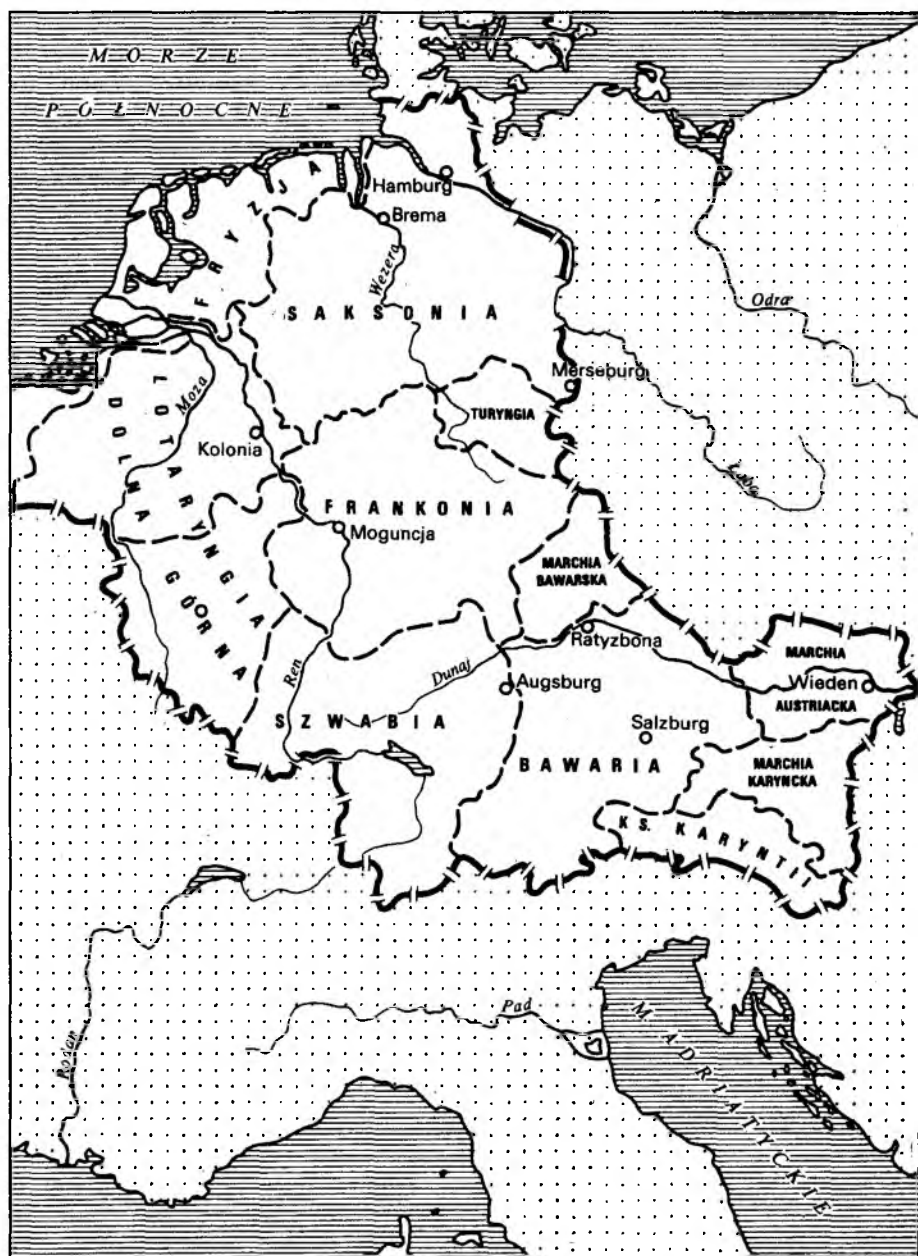 MORZE
PÓŁNOCNE
Hamburg
Brema
FRYZJA
Wezera
SAKSONIA
Odra
Merseburg
TURYNGIA
Moza
DOLNA
LOTARYNGIA
GÓRNA
Kolonia
Łaba
FRANKONIA
Moguncja
MARCHIA
BAWARSKA
Ratyzbona
MARCHIA
Wieden
AUSTRIACKA
Ren
Dunaj
Augsburg
SZWABIA
Salzburg
BAWARIA
MARCHIA
KARYNCKA
KS. KARYNTII
Pad
Rodan
M. ADRIATYCKIE